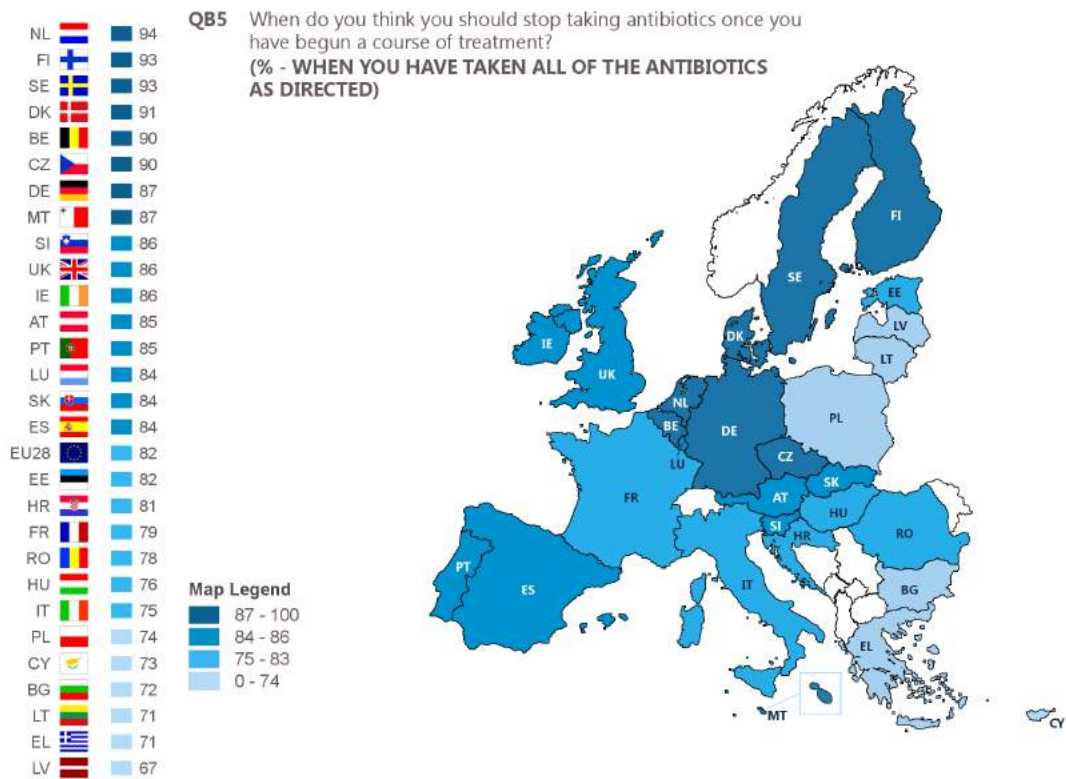 QB5 When do you think you should stop taking antibiotics once you
have begun a course of treatment?
(% - WHEN YOU HAVE TAKEN ALL OF THE ANTIBIOTICS
AS DIRECTED)
NL 94
FI 93
SE 93
DK 91
BE 90
CZ 90
DE 87
MT 87
SI 86
UK 86
IE 86
AT 85
PT 85
LU 84
SK 84
ES 84
EU28 82
EE 82
HR 81
FR 79
RO 78
HU 76
IT 75
PL 74
CY 73
BG 72
LT 71
EL 71
LV 67
Map Legend
87 - 100
84 - 86
75 - 83
0 - 74
FI
SE
EE
LV
LT
DK
IE
UK
NL
PL
BE
DE
LU
CZ
SK
FR
AT
HU
SI
HR
RO
PT
ES
IT
BG
EL
MT
CY